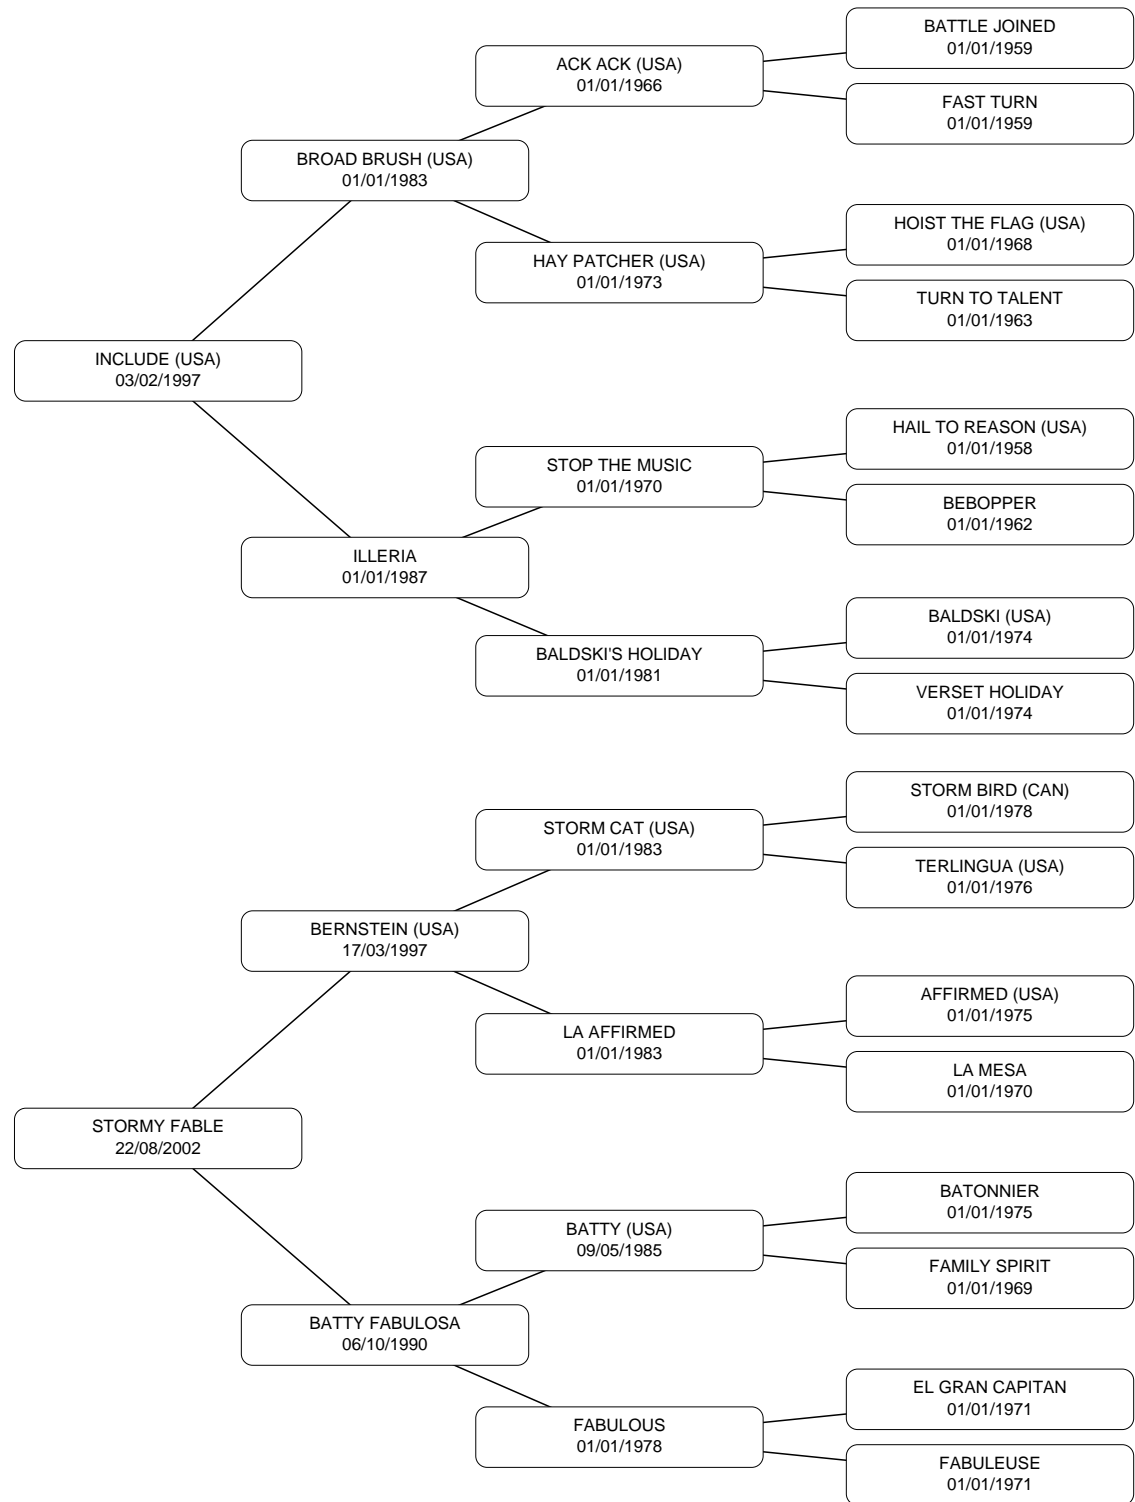 BATTLE JOINED
01/01/1959
ACK ACK (USA)
01/01/1966
FAST TURN
01/01/1959
BROAD BRUSH (USA)
01/01/1983
HOIST THE FLAG (USA)
01/01/1968
HAY PATCHER (USA)
01/01/1973
TURN TO TALENT
01/01/1963
INCLUDE (USA)
03/02/1997
HAIL TO REASON (USA)
01/01/1958
STOP THE MUSIC
01/01/1970
BEBOPPER
01/01/1962
ILLERIA
01/01/1987
BALDSKI (USA)
01/01/1974
BALDSKI'S HOLIDAY
01/01/1981
VERSET HOLIDAY
01/01/1974
STORM BIRD (CAN)
01/01/1978
STORM CAT (USA)
01/01/1983
TERLINGUA (USA)
01/01/1976
BERNSTEIN (USA)
17/03/1997
AFFIRMED (USA)
01/01/1975
LA AFFIRMED
01/01/1983
LA MESA
01/01/1970
STORMY FABLE
22/08/2002
BATONNIER
01/01/1975
BATTY (USA)
09/05/1985
FAMILY SPIRIT
01/01/1969
BATTY FABULOSA
06/10/1990
EL GRAN CAPITAN
01/01/1971
FABULOUS
01/01/1978
FABULEUSE
01/01/1971